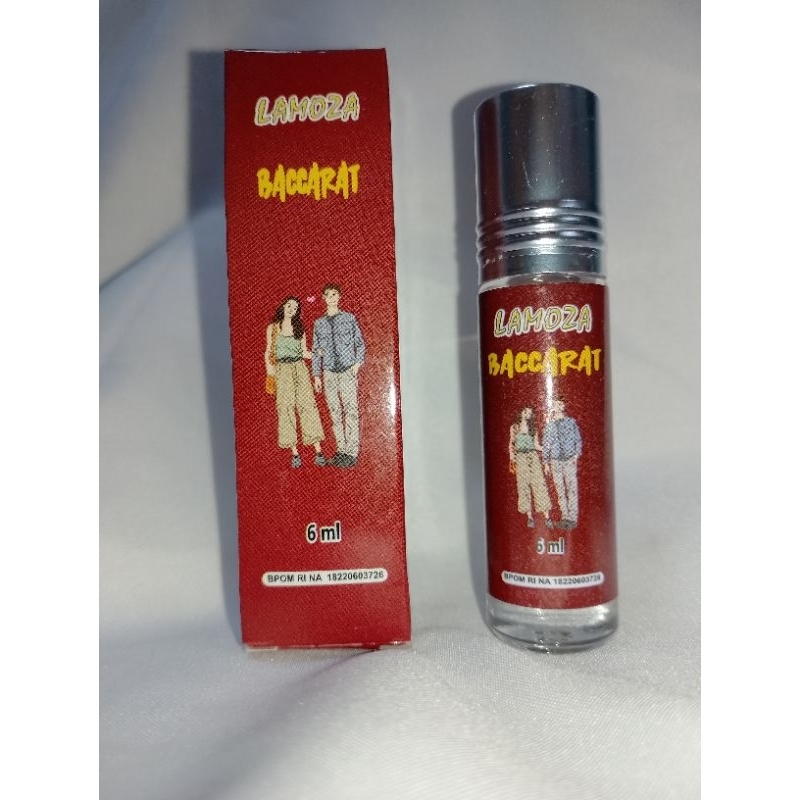 LAMOZA
BACCARAT
6 ml
BPOM RI NA 18220603726
LAMOZA
BACCARAT
6 ml
BPOM RI NA 18220603726